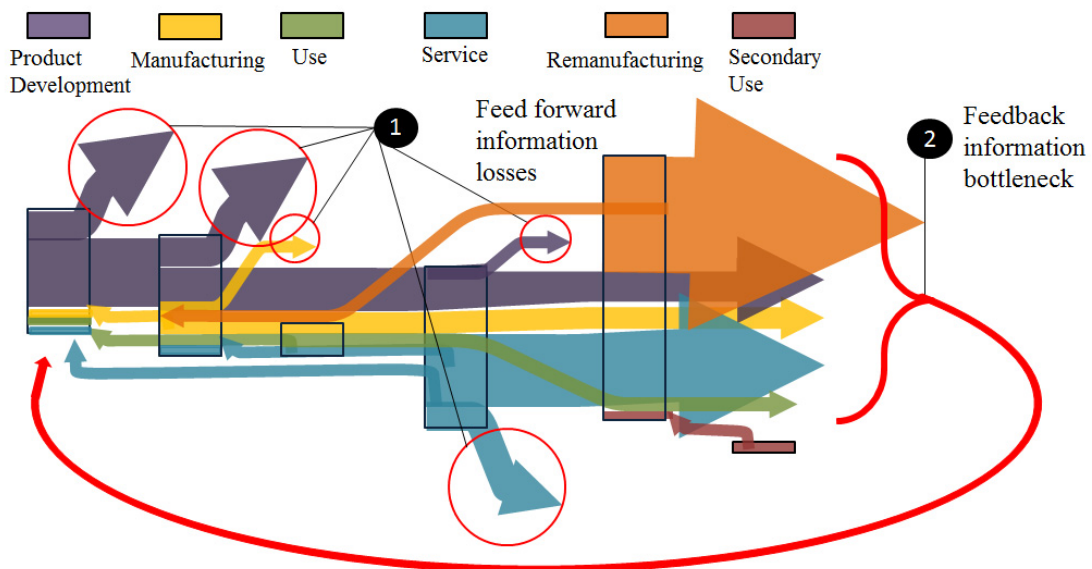 Product
Development
Manufacturing
Use
Service
Remanufacturing
Secondary
Use
1
Feed forward
information
losses
2
Feedback
information
bottleneck